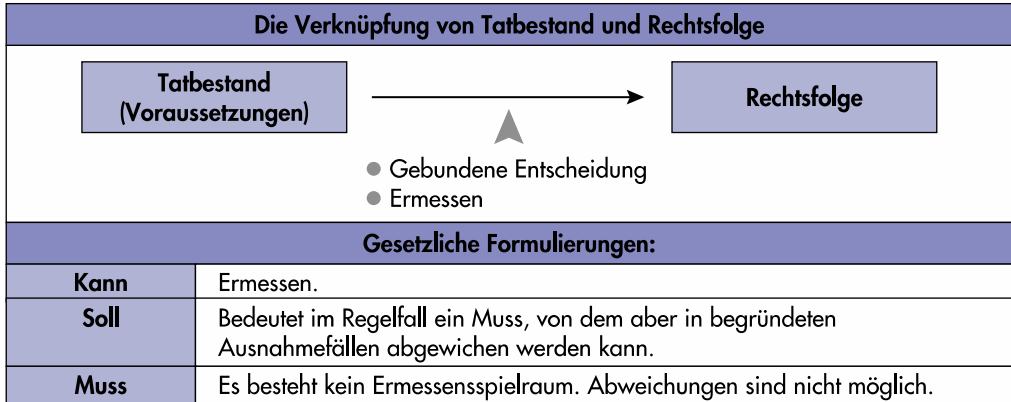 Die Verknüpfung von Tatbestand und Rechtsfolge
Tatbestand
(Voraussetzungen)
Rechtsfolge
Gebundene Entscheidung
Ermessen
Gesetzliche Formulierungen:
Kann
Ermessen.
Soll
Bedeutet im Regelfall ein Muss, von dem aber in begründeten
Ausnahmefällen abgewichen werden kann.
Muss
Es besteht kein Ermessensspielraum. Abweichungen sind nicht möglich.